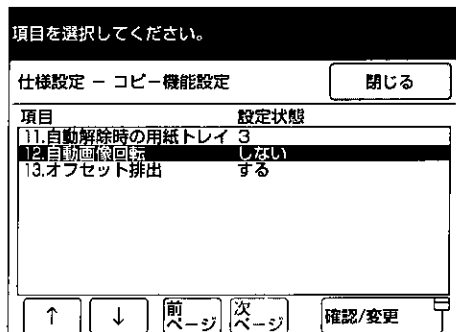 項目を選択してください。
仕様設定 − コピー機能設定 閉じる
項目 設定状態
11.自動解除時の用紙トレイ 3
12.自動画像回転 しない
13.オフセット排出 する
↑ ↓ 前ページ 次ページ 確認/変更